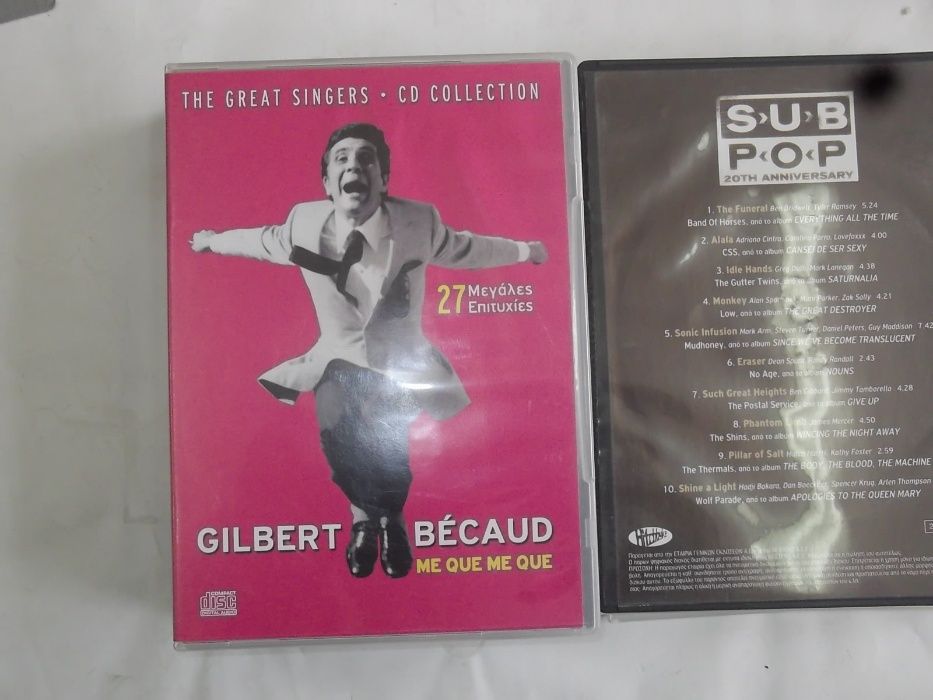 THE GREAT SINGERS • CD COLLECTION
27 Μεγάλες
Επιτυχίες
GILBERT BÉCAUD
ME QUE ME QUE
COMPACT
disc
DIGITAL AUDIO
S›U›B
P‹O‹P
20TH ANNIVERSARY
1. The Funeral Ben Bridwell, Tyler Ramsey 5.24
Band Of Horses, από το album EVERYTHING ALL THE TIME
2. Alala Adriano Cintra, Carolina Parra, Lovefoxxx 4.00
CSS, από το album CANSEI DE SER SEXY
3. Idle Hands Greg Dulli, Mark Lanegan 4.38
The Gutter Twins, από το album SATURNALIA
4. Monkey Alan Mimi Parker, Zak Sally 4.21
Low, από το album THE GREAT DESTROYER
5. Sonic Infusion Mark Arm, Steven Turner, Daniel Peters, Guy Maddison 7.42
Mudhoney, από το album SINCE WE'VE BECOME TRANSLUCENT
6. Eraser Dean Spunt, Randy Randall 2.43
No Age, από το album NOUNS
7. Such Great Heights Ben Gibbard, Jimmy Tamborello 4.28
The Postal Service, από το album GIVE UP
8. Phantom Limb James Mercer 4.50
The Shins, από το album WINCING THE NIGHT AWAY
9. Pillar of Salt Hutch Harris, Kathy Foster 2.59
The Thermals, από το album THE BODY, THE BLOOD, THE MACHINE
10. Shine a Light Hadji Bakara, Dan Boeckner, Spencer Krug, Arlen Thompson
Wolf Parade, από το album APOLOGIES TO THE QUEEN MARY